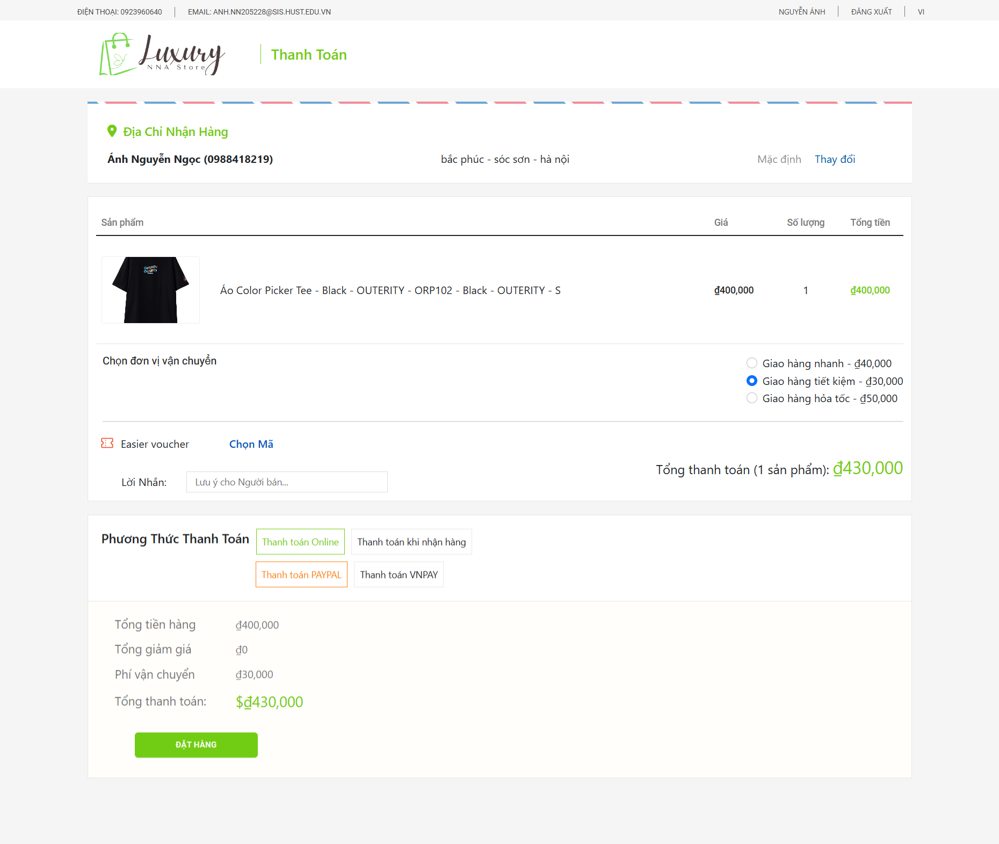 ĐIỆN THOẠI: 0923960640 EMAIL: ANH.NN205228@SIS.HUST.EDU.VN NGUYỄN ÁNH ĐĂNG XUẤT VI
Luxury
NNA Store
Thanh Toán
Địa Chỉ Nhận Hàng
Ánh Nguyễn Ngọc (0988418219) bắc phúc - sóc sơn - hà nội Mặc định Thay đổi
Sản phẩm Giá Số lượng Tổng tiền
OUTERITY
OUTERITY
Áo Color Picker Tee - Black - OUTERITY - ORP102 - Black - OUTERITY - S ₫400,000 1 ₫400,000
Chọn đơn vị vận chuyển
Giao hàng nhanh - ₫40,000
Giao hàng tiết kiệm - ₫30,000
Giao hàng hỏa tốc - ₫50,000
Easier voucher Chọn Mã
Tổng thanh toán (1 sản phẩm): ₫430,000
Lời Nhắn: Lưu ý cho Người bán...
Phương Thức Thanh Toán Thanh toán Online Thanh toán khi nhận hàng
Thanh toán PAYPAL Thanh toán VNPAY
Tổng tiền hàng ₫400,000
Tổng giảm giá ₫0
Phí vận chuyển ₫30,000
Tổng thanh toán: $₫430,000
ĐẶT HÀNG